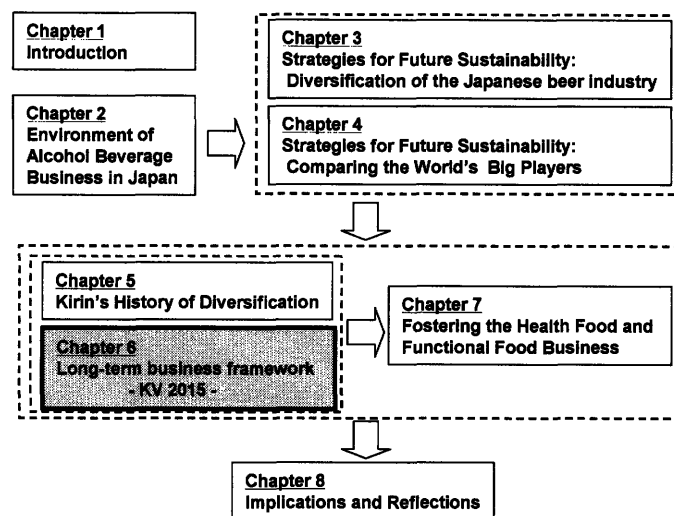 Chapter 1
Introduction
Chapter 2
Environment of
Alcohol Beverage
Business in Japan
Chapter 3
Strategies for Future Sustainability:
Diversification of the Japanese beer industry
Chapter 4
Strategies for Future Sustainability:
Comparing the World's Big Players
Chapter 5
Kirin's History of Diversification
Chapter 6
Long-term business framework
- KV 2015 -
Chapter 7
Fostering the Health Food and
Functional Food Business
Chapter 8
Implications and Reflections